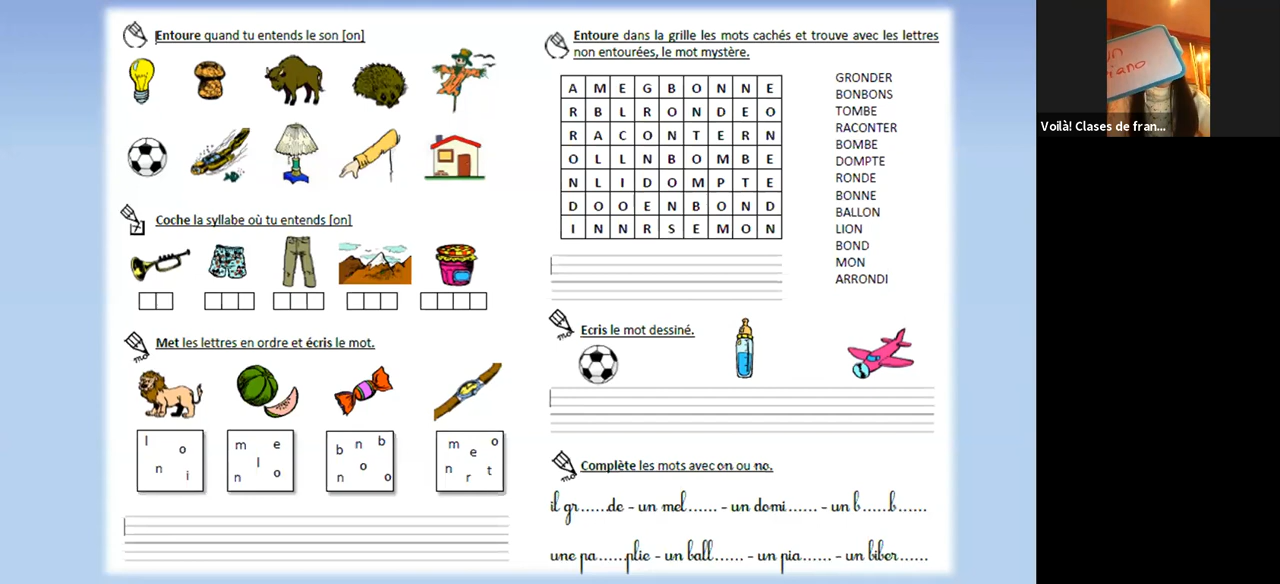 Entoure quand tu entends le son [on]
Coche la syllabe où tu entends [on]
Met les lettres en ordre et écris le mot.
l o n i
m e l n o
b n b o n o
m o e n r t
Entoure dans la grille les mots cachés et trouve avec les lettres
non entourées, le mot mystère.
A M E G B O N N E
R B L R O N D E O
R A C O N T E R N
O L L N B O M B E
N L I D O M P T E
D O O E N B O N D
I N N R S E M O N
GRONDER
BONBONS
TOMBE
RACONTER
BOMBE
DOMPTE
RONDE
BONNE
BALLON
LION
BOND
MON
ARRONDI
Ecris le mot dessiné.
Complète les mots avec on ou no.
il gr......de - un mel...... - un domi...... - un b......b......
une pa......plie - un ball...... - un pia...... - un biber......
un
iano
Voilà! Clases de fran...